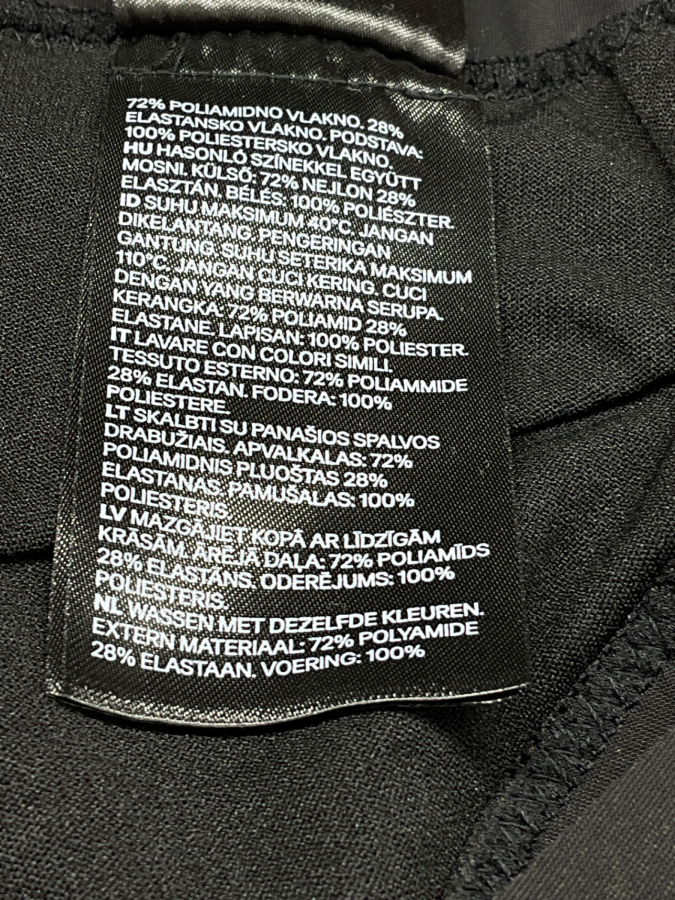 72% POLIAMIDNO VLAKNO. 28%
ELASTANSKO VLAKNO. PODSTAVA:
100% POLIESTERSKO VLAKNO.
HU HASONLÓ SZÍNEKKEL EGYÜTT
MOSNI. KÜLSŐ: 72% NEJLON 28%
ELASZTÁN. BÉLÉS: 100% POLIÉSZTER.
ID SUHU MAKSIMUM 40°C. JANGAN
DIKELANTANG. PENGERINGAN
GANTUNG. SUHU SETERIKA MAKSIMUM
110°C. JANGAN CUCI KERING. CUCI
DENGAN YANG BERWARNA SERUPA.
KERANGKA: 72% POLIAMID 28%
ELASTANE. LAPISAN: 100% POLIESTER.
IT LAVARE CON COLORI SIMILI.
TESSUTO ESTERNO: 72% POLIAMMIDE
28% ELASTAN. FODERA: 100%
POLIESTERE.
LT SKALBTI SU PANAŠIOS SPALVOS
DRABUŽIAIS. APVALKALAS: 72%
POLIAMIDNIS PLUOŠTAS 28%
ELASTANAS. PAMUŠALAS: 100%
POLIESTERIS.
LV MAZGĀJIET KOPĀ AR LĪDZĪGĀM
KRĀSĀM. ĀRĒJĀ DAĻA: 72% POLIAMĪDS
28% ELASTĀNS. ODERĒJUMS: 100%
POLIESTERIS.
NL WASSEN MET DEZELFDE KLEUREN.
EXTERN MATERIAAL: 72% POLYAMIDE
28% ELASTAAN. VOERING: 100%